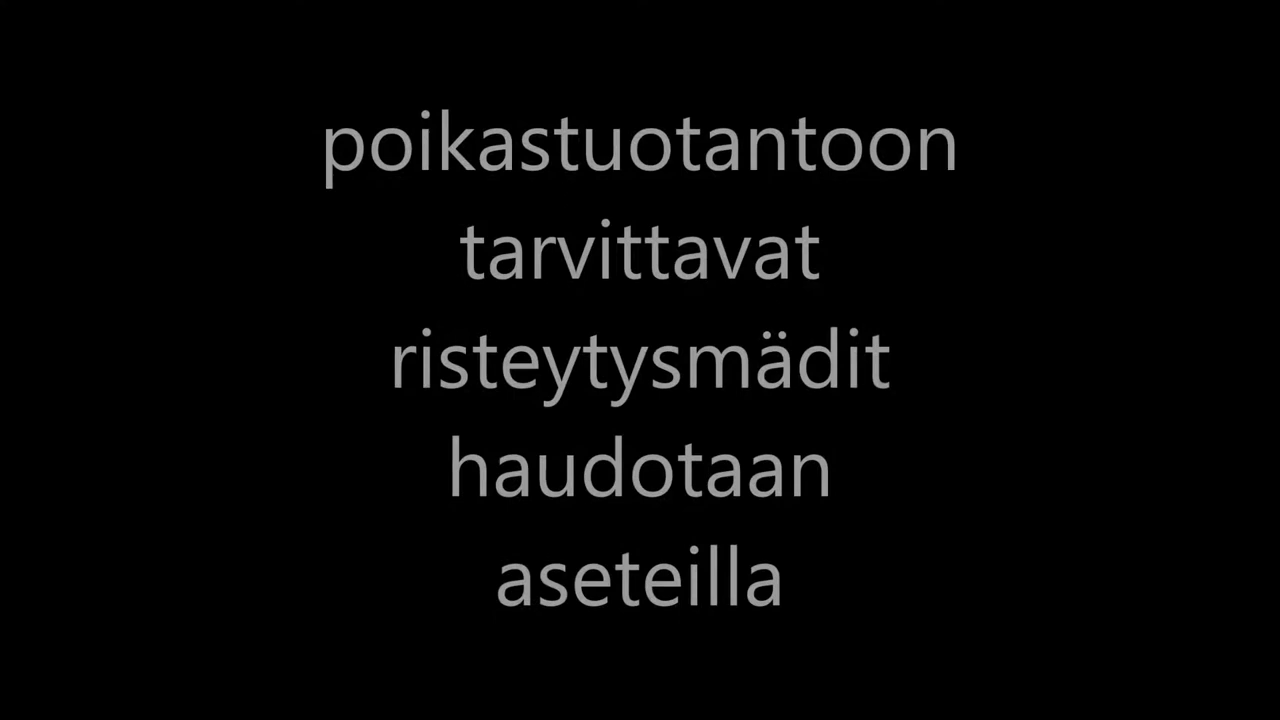 poikastuotantoon
tarvittavat
risteytysmädit
haudotaan
aseteilla